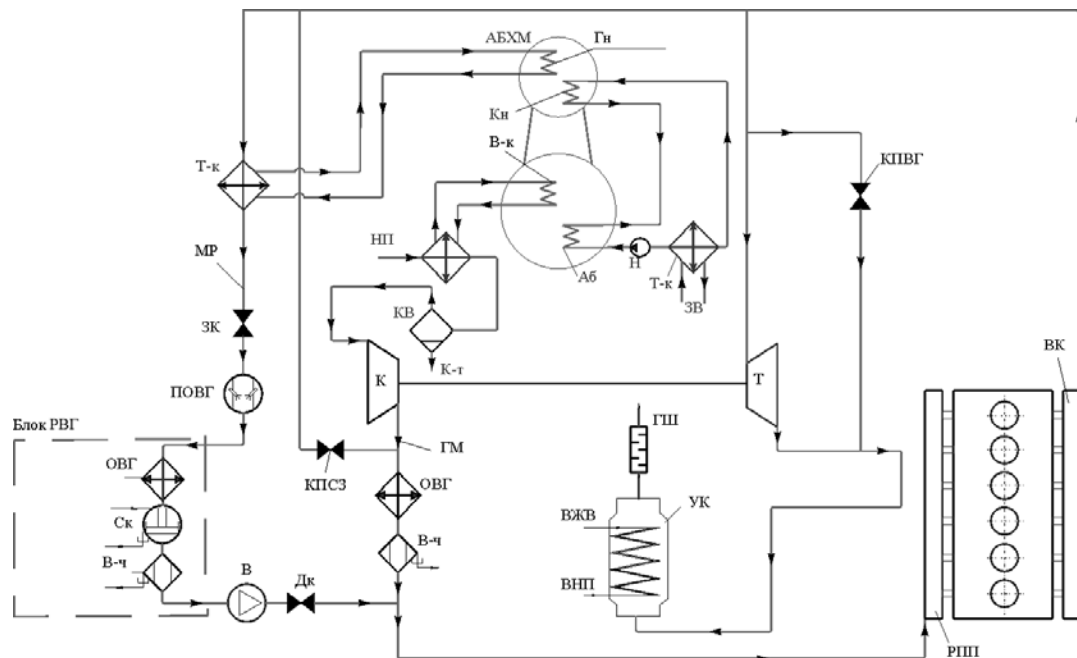 АБХМ
Гн
Кн
В-к
Т-к
КПВГ
НП
Н
Аб
Т-к
ЗВ
МР
КВ
ЗК
К-т
К
Т
ВК
ПОВГ
Блок РВГ
ГШ
ГМ
ОВГ
КПСЗ
ОВГ
ВЖВ
УК
Ск
В-ч
В-ч
В
Дк
ВНП
РПП